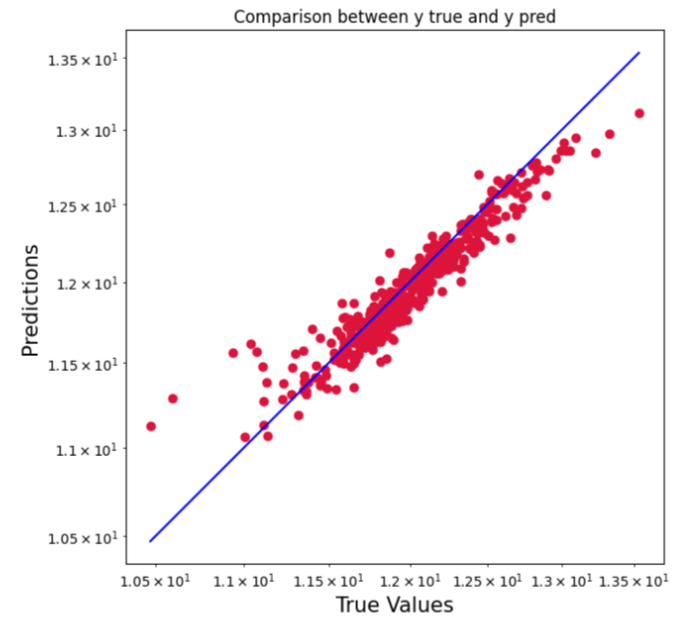 Comparison between y true and y pred
1.35 × 10¹
1.3 × 10¹
1.25 × 10¹
1.2 × 10¹
1.15 × 10¹
1.1 × 10¹
1.05 × 10¹
Predictions
1.05 × 10¹ 1.1 × 10¹ 1.15 × 10¹ 1.2 × 10¹ 1.25 × 10¹ 1.3 × 10¹ 1.35 × 10¹
True Values